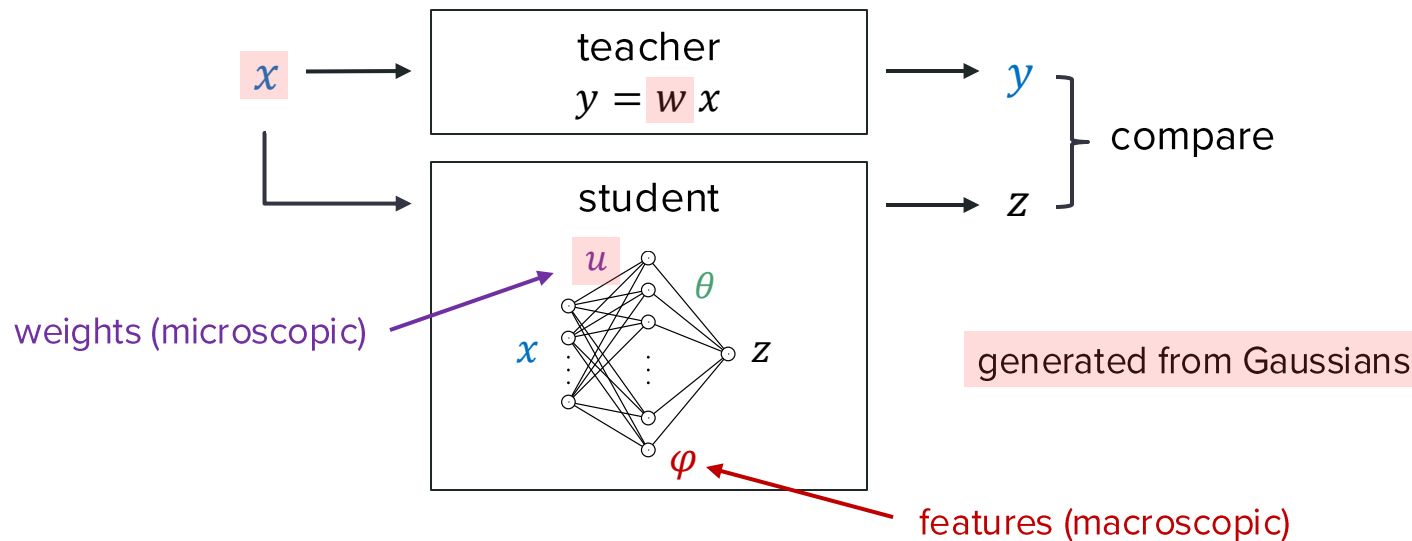 teacher
x
y = w x
y
compare
student
z
u
θ
weights (microscopic)
x
z
generated from Gaussians
φ
features (macroscopic)